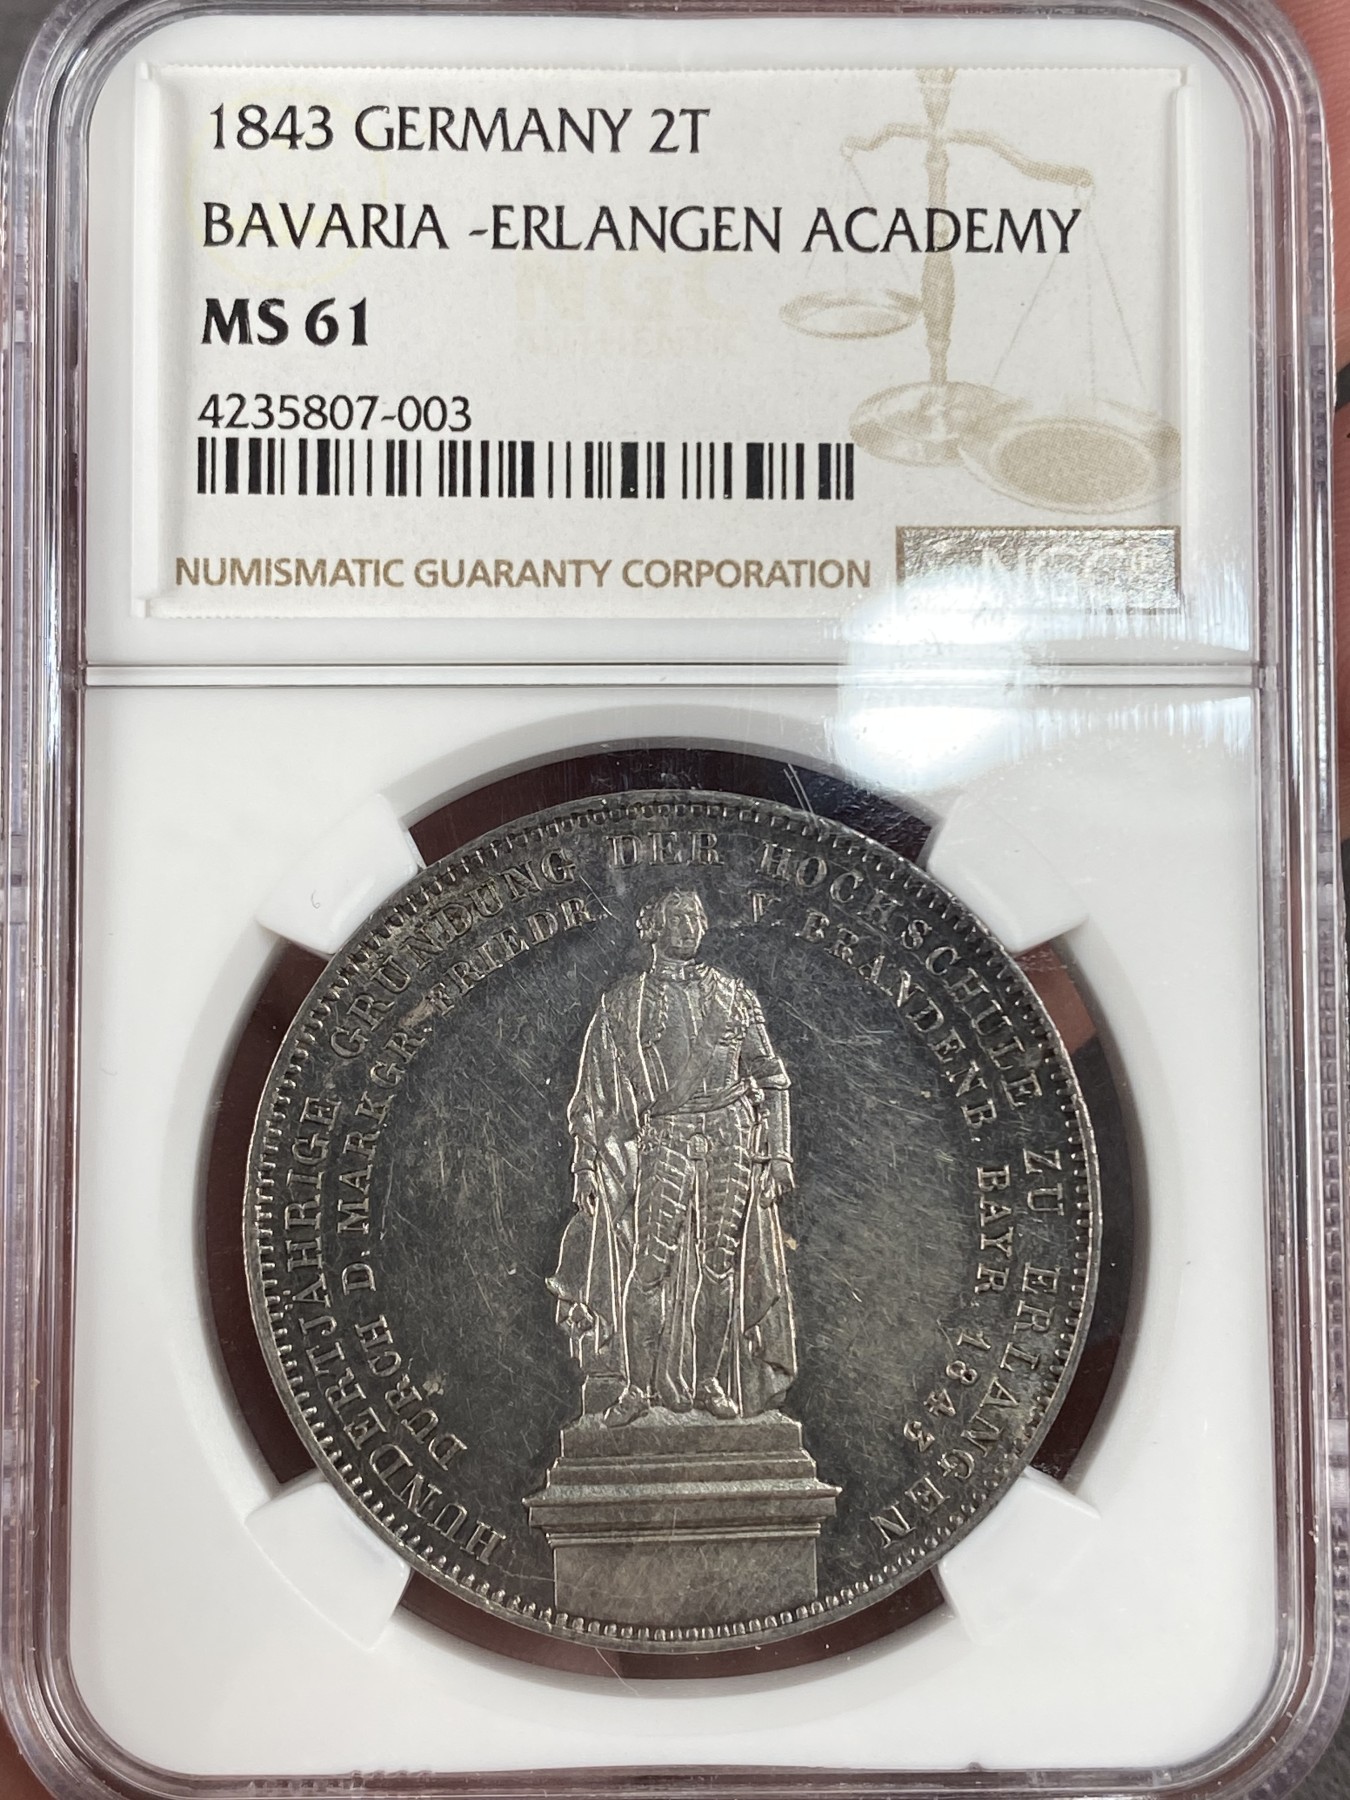 1843 GERMANY 2T
BAVARIA -ERLANGEN ACADEMY
MS 61
4235807-003
NUMISMATIC GUARANTY CORPORATION
NGC
HUNDERTJÄHRIGE GRÜNDUNG DER HOCHSCHULE ZU ERLANGEN
DURCH D. MARKGR. FRIEDR. V. BRANDENB. BAYR. 1843